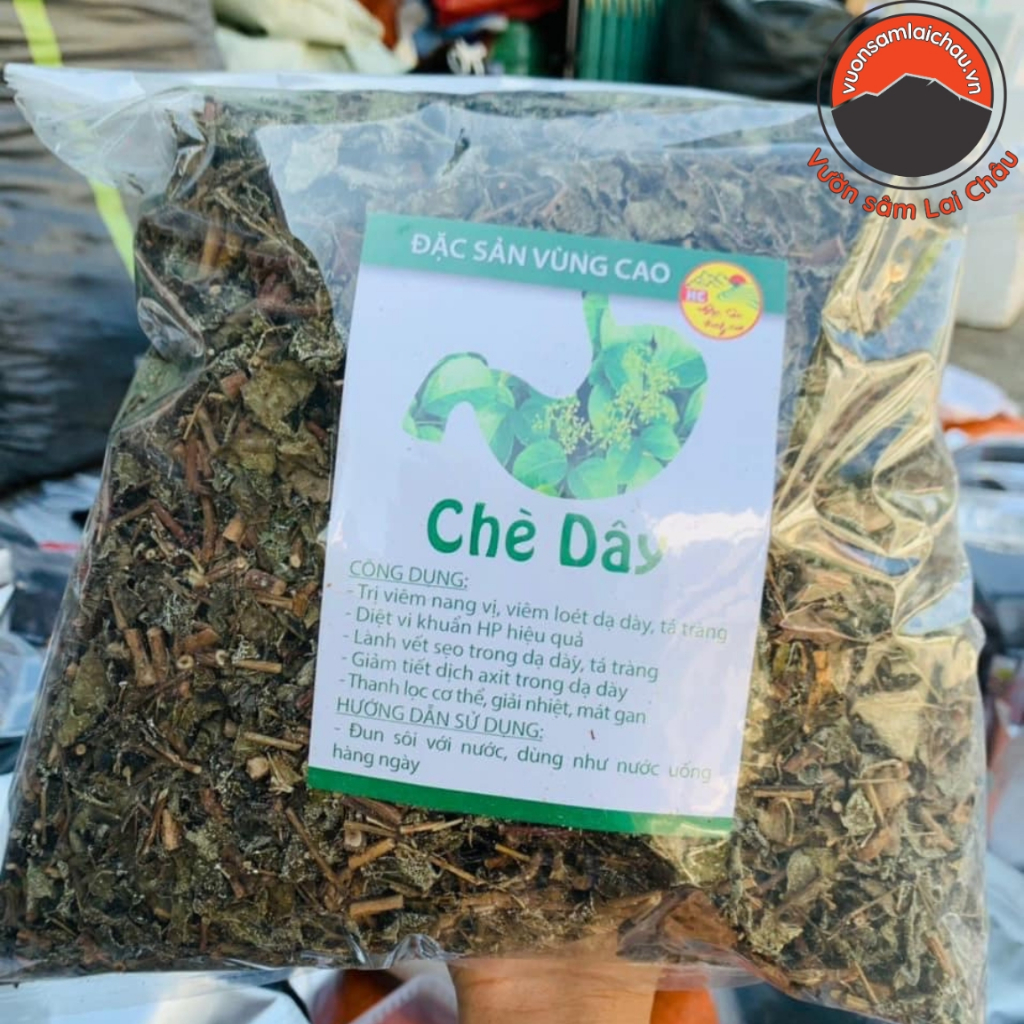 vuonsamlaichau.vn
Vườn sâm Lai Châu
ĐẶC SẢN VÙNG CAO
HC
Chè Dây
CÔNG DỤNG:
- Trị viêm nang vị, viêm loét dạ dày, tá tràng
- Diệt vi khuẩn HP hiệu quả
- Lành vết sẹo trong dạ dày, tá tràng
- Giảm tiết dịch axit trong dạ dày
- Thanh lọc cơ thể, giải nhiệt, mát gan
HƯỚNG DẪN SỬ DỤNG:
- Đun sôi với nước, dùng như nước uống
hàng ngày